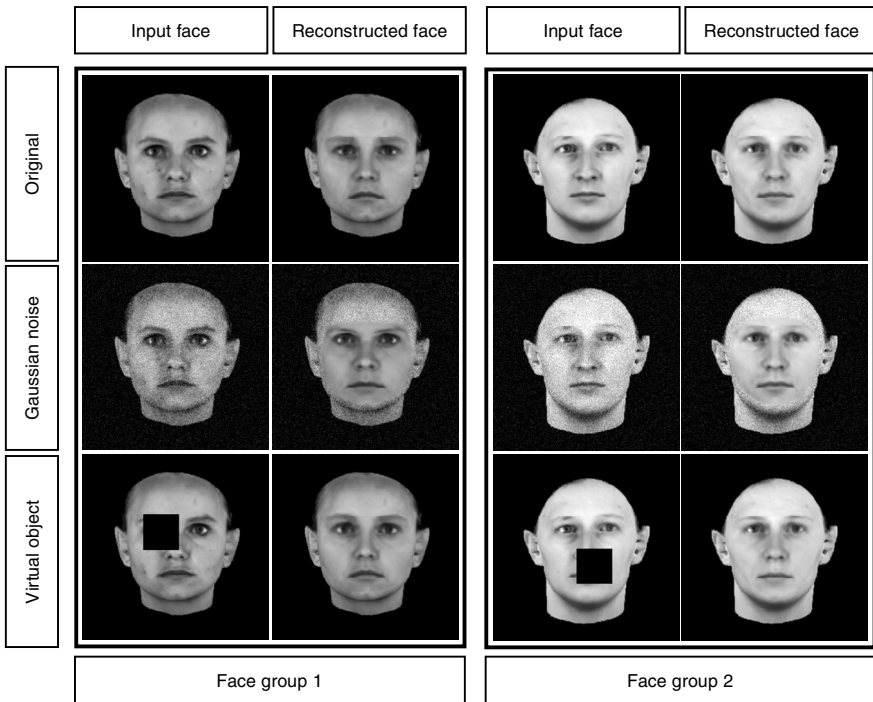 Input face
Reconstructed face
Input face
Reconstructed face
Original
Gaussian noise
Virtual object
Face group 1
Face group 2